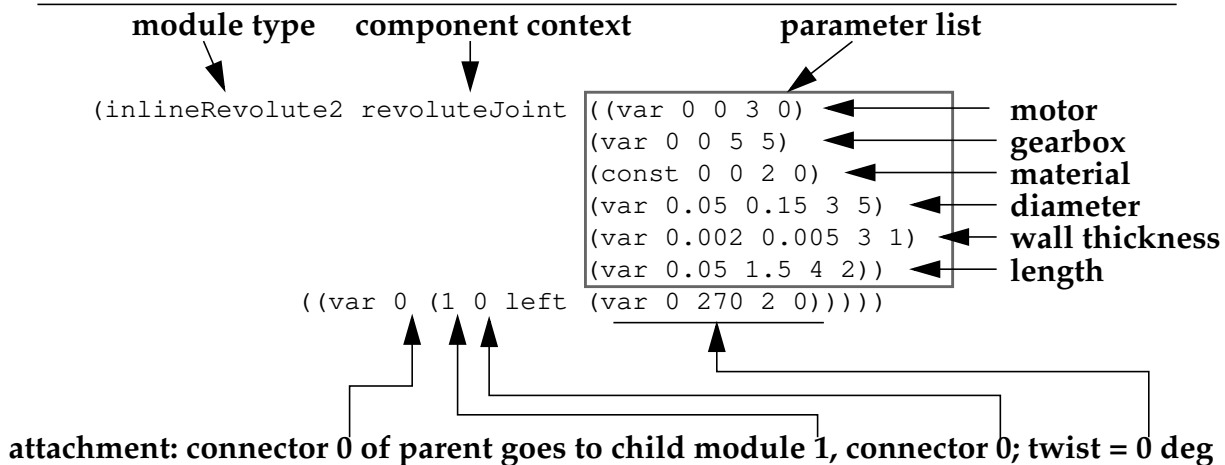 module type component context parameter list
(inlineRevolute2 revoluteJoint ((var 0 0 3 0) motor
(var 0 0 5 5) gearbox
(const 0 0 2 0) material
(var 0.05 0.15 3 5) diameter
(var 0.002 0.005 3 1) wall thickness
(var 0.05 1.5 4 2)) length
((var 0 (1 0 left (var 0 270 2 0)))))
attachment: connector 0 of parent goes to child module 1, connector 0; twist = 0 deg